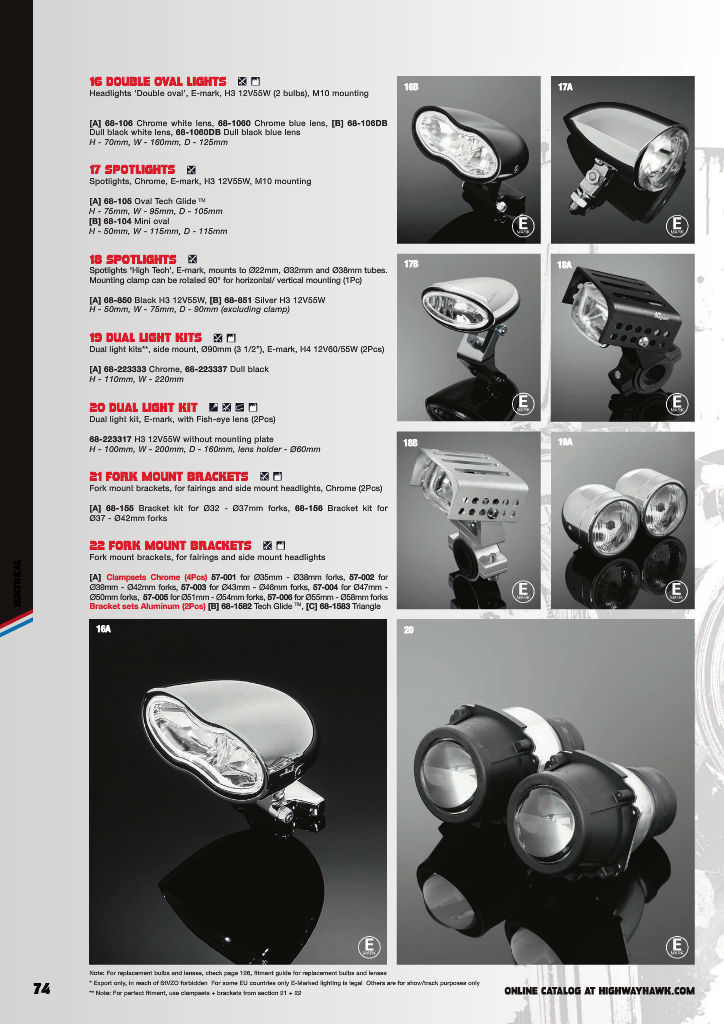 16 DOUBLE OVAL LIGHTS
Headlights 'Double oval', E-mark, H3 12V55W (2 bulbs), M10 mounting
[A] 68-106 Chrome white lens, 68-1060 Chrome blue lens, [B] 68-106DB
Dull black white lens, 68-1060DB Dull black blue lens
H - 70mm, W - 160mm, D - 125mm
17 SPOTLIGHTS
Spotlights, Chrome, E-mark, H3 12V55W, M10 mounting
[A] 68-105 Oval Tech Glide TM
H - 75mm, W - 95mm, D - 105mm
[B] 68-104 Mini oval
H - 50mm, W - 115mm, D - 115mm
18 SPOTLIGHTS
Spotlights 'High Tech', E-mark, mounts to Ø22mm, Ø32mm and Ø38mm tubes.
Mounting clamp can be rotated 90° for horizontal/ vertical mounting (1Pc)
[A] 68-850 Black H3 12V55W, [B] 68-851 Silver H3 12V55W
H - 50mm, W - 75mm, D - 90mm (excluding clamp)
19 DUAL LIGHT KITS
Dual light kits**, side mount, Ø90mm (3 1/2"), E-mark, H4 12V60/55W (2Pcs)
[A] 68-223333 Chrome, 68-223337 Dull black
H - 110mm, W - 220mm
20 DUAL LIGHT KIT
Dual light kit, E-mark, with Fish-eye lens (2Pcs)
68-223317 H3 12V55W without mounting plate
H - 100mm, W - 200mm, D - 160mm, lens holder - Ø60mm
21 FORK MOUNT BRACKETS
Fork mount brackets, for fairings and side mount headlights, Chrome (2Pcs)
[A] 68-155 Bracket kit for Ø32 - Ø37mm forks, 68-156 Bracket kit for
Ø37 - Ø42mm forks
22 FORK MOUNT BRACKETS
Fork mount brackets, for fairings and side mount headlights
[A] Clampsets Chrome (4Pcs) 57-001 for Ø35mm - Ø38mm forks, 57-002 for
Ø39mm - Ø42mm forks, 57-003 for Ø43mm - Ø46mm forks, 57-004 for Ø47mm -
Ø50mm forks, 57-005 for Ø51mm - Ø54mm forks, 57-006 for Ø55mm - Ø58mm forks
Bracket sets Aluminum (2Pcs) [B] 68-1582 Tech Glide TM, [C] 68-1583 Triangle
16B
E
MARK
17A
E
MARK
17B
E
MARK
18A
E
MARK
18B
E
MARK
19A
E
MARK
16A
E
MARK
20
E
MARK
ELECTRICAL
Note: For replacement bulbs and lenses, check page 126, fitment guide for replacement bulbs and lenses
* Export only, in reach of StVZO forbidden For some EU countries only E-Marked lighting is legal Others are for show/track purposes only
** Note: For perfect fitment, use clampsets + brackets from section 21 + 22
74
ONLINE CATALOG AT HIGHWAYHAWK.COM